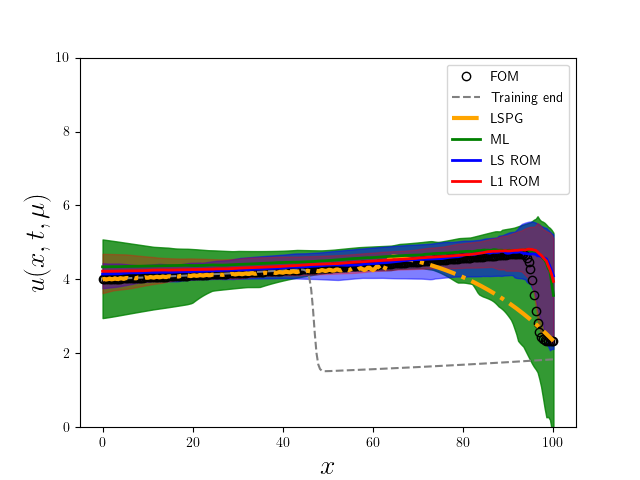 10
8
6
4
2
0
u(x, t, μ)
0 20 40 60 80 100
x
FOM
Training end
LSPG
ML
LS ROM
L1 ROM